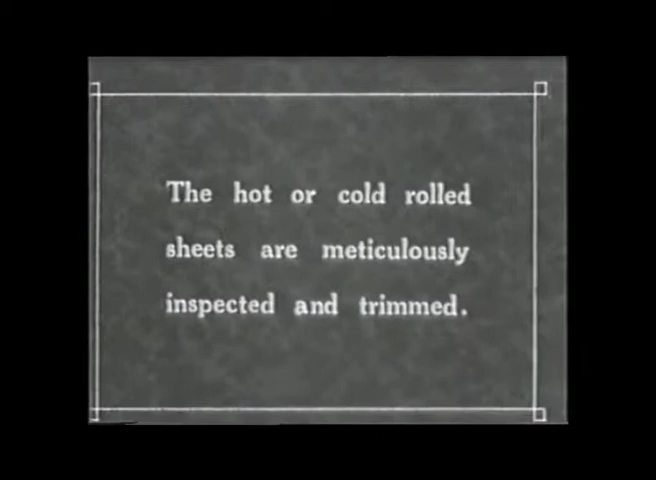 The hot or cold rolled
sheets are meticulously
inspected and trimmed.